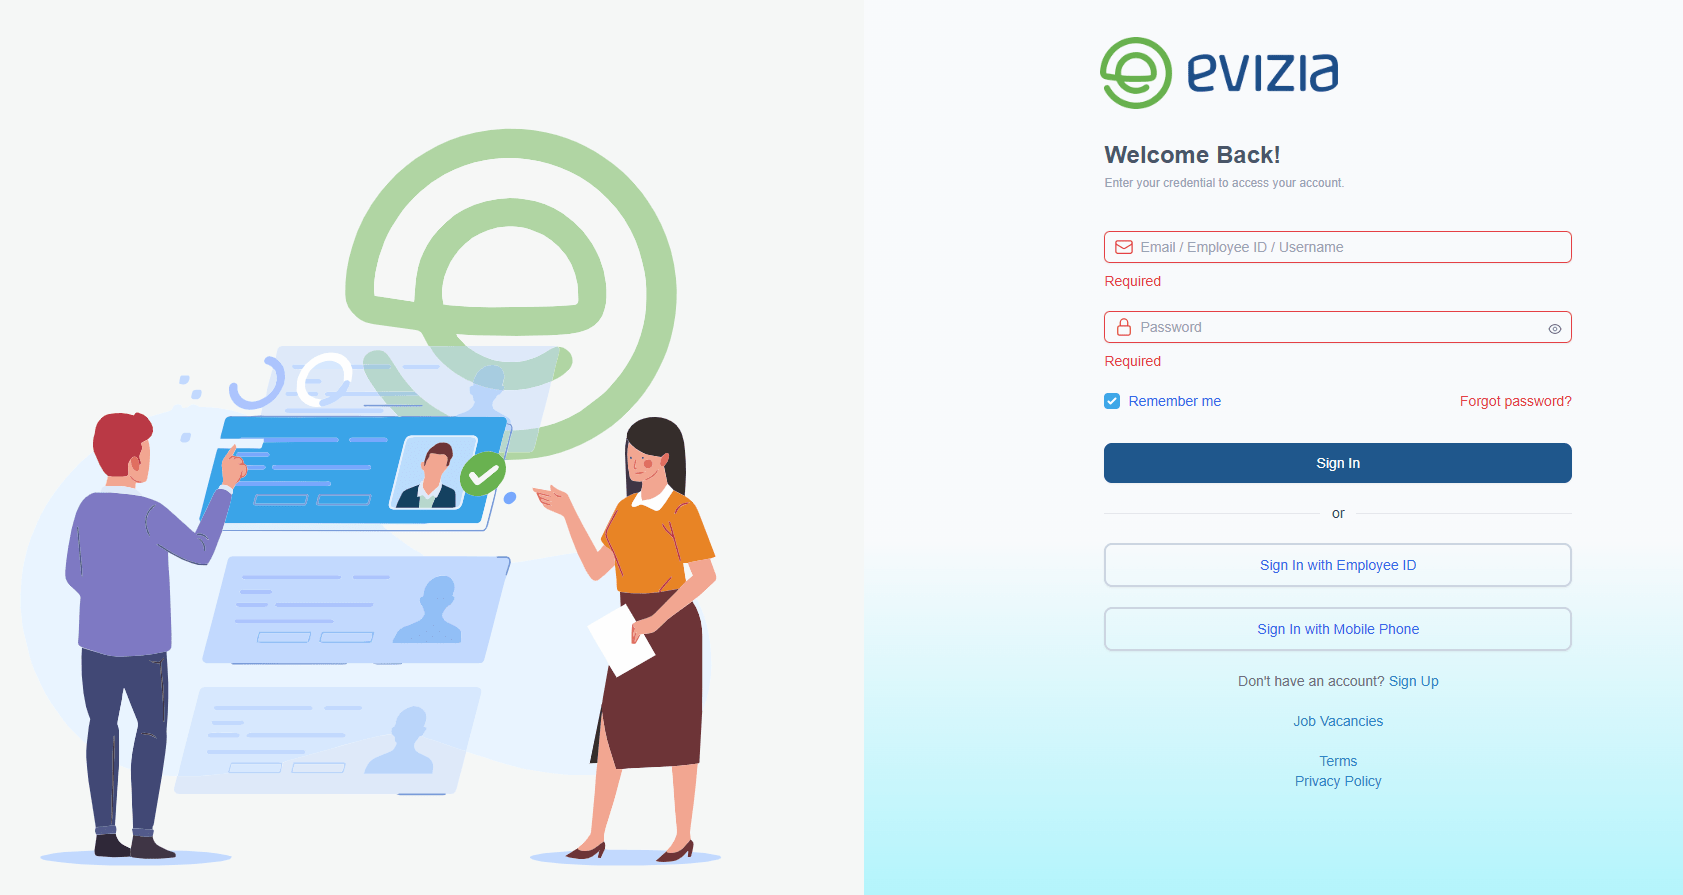 evizia
Welcome Back!
Enter your credential to access your account.
Email / Employee ID / Username
Required
Password
Required
Remember me
Forgot password?
Sign In
or
Sign In with Employee ID
Sign In with Mobile Phone
Don't have an account? Sign Up
Job Vacancies
Terms
Privacy Policy